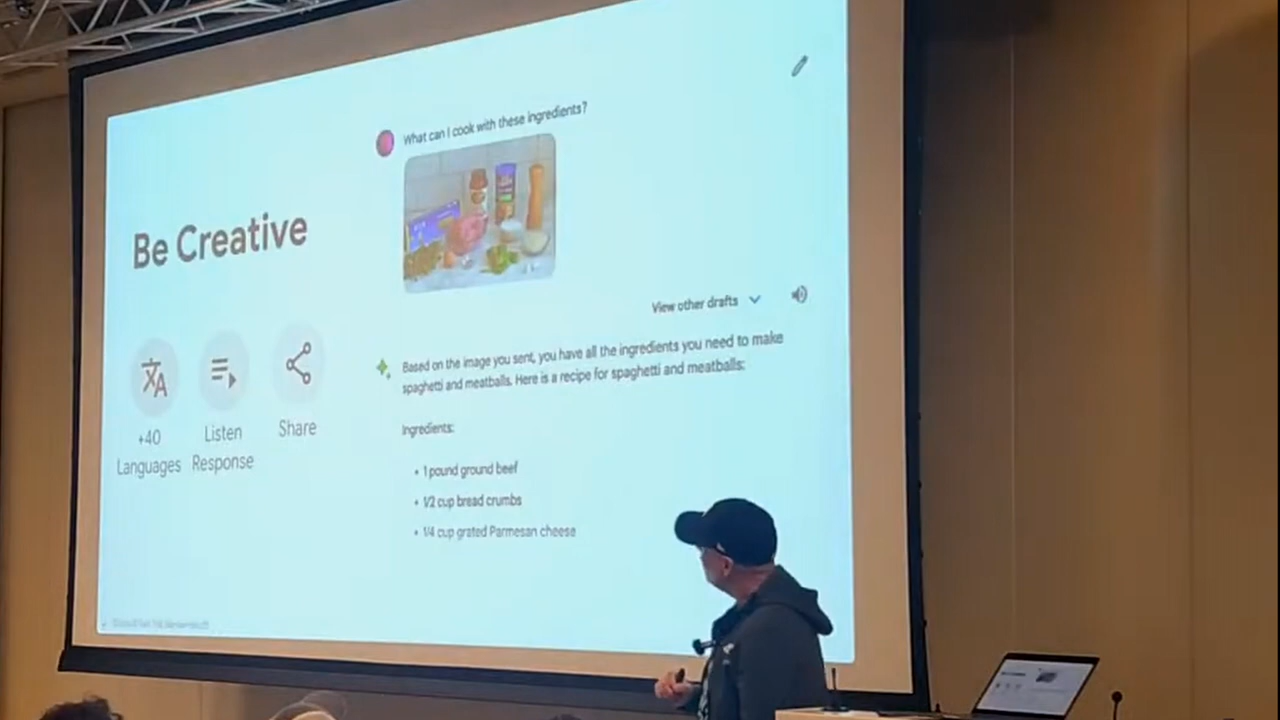 Be Creative
+40
Languages
Listen
Response
Share
What can I cook with these ingredients?
View other drafts
Based on the image you sent, you have all the ingredients you need to make
spaghetti and meatballs. Here is a recipe for spaghetti and meatballs:
Ingredients:
• 1 pound ground beef
• 1/2 cup bread crumbs
• 1/4 cup grated Parmesan cheese